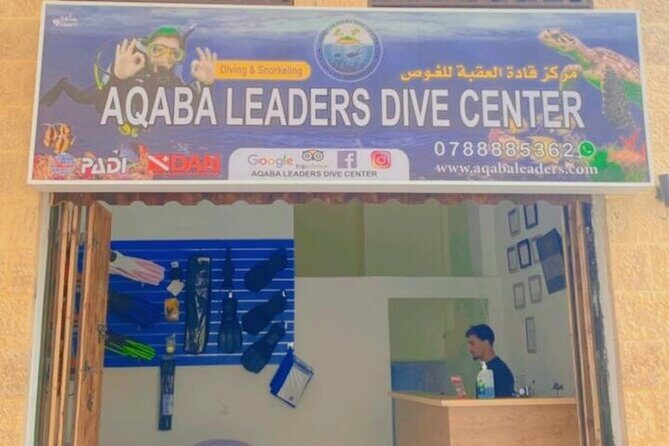 Diving & Snorkeling
مركز قادة العقبة للغوص
AQABA LEADERS DIVE CENTER
0788885362
PADI
DAN
Google tripadvisor
AQABA LEADERS DIVE CENTER
www.aqabaleaders.com